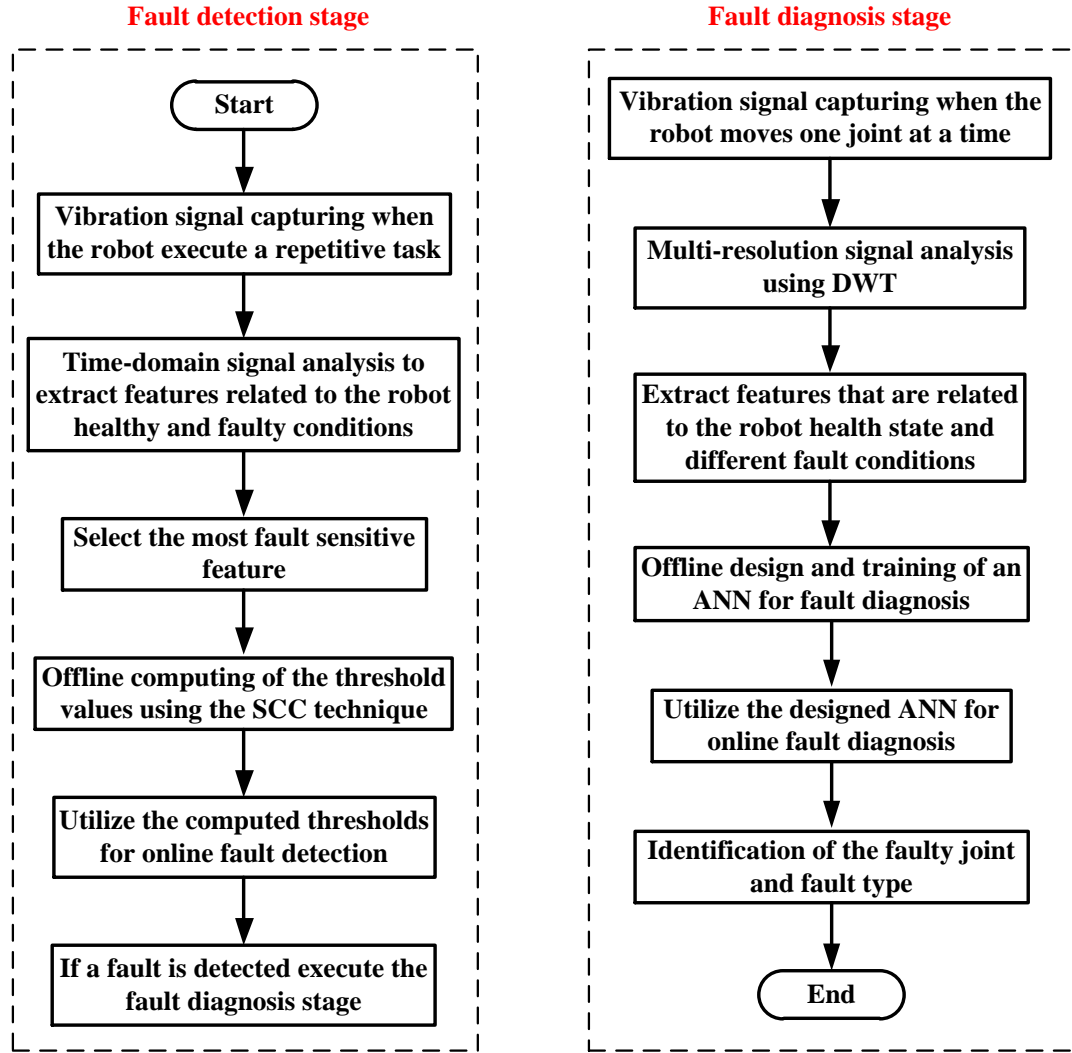 Fault detection stage
Start
Vibration signal capturing when
the robot execute a repetitive task
Time-domain signal analysis to
extract features related to the robot
healthy and faulty conditions
Select the most fault sensitive
feature
Offline computing of the threshold
values using the SCC technique
Utilize the computed thresholds
for online fault detection
If a fault is detected execute the
fault diagnosis stage
Fault diagnosis stage
Vibration signal capturing when the
robot moves one joint at a time
Multi-resolution signal analysis
using DWT
Extract features that are related
to the robot health state and
different fault conditions
Offline design and training of an
ANN for fault diagnosis
Utilize the designed ANN for
online fault diagnosis
Identification of the faulty joint
and fault type
End